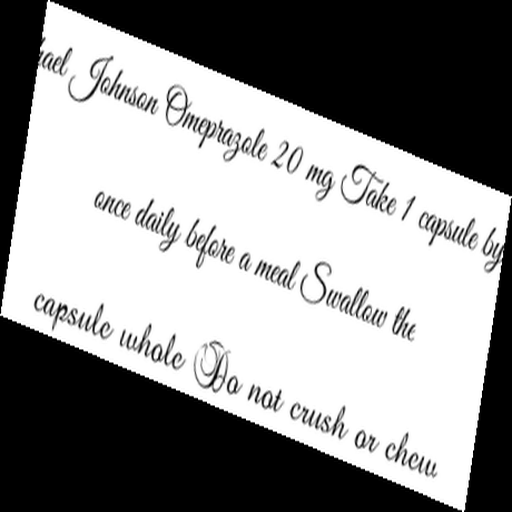 Johnson Omeprazole 20 mg Take 1 capsule by
once daily before a meal Swallow the
capsule whole Do not crush or chew